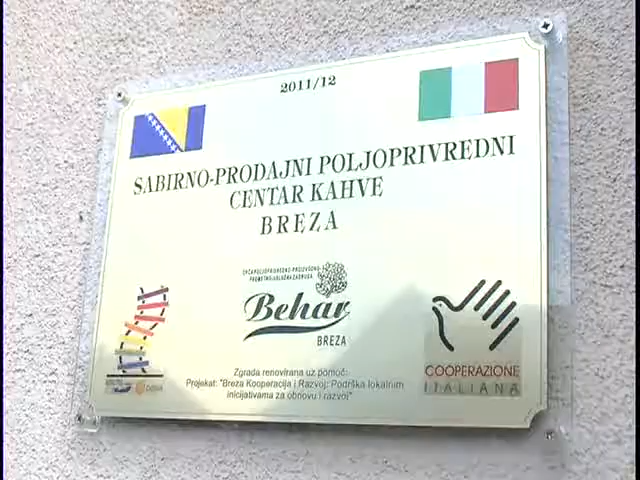 2011/12
SABIRNO-PRODAJNI POLJOPRIVREDNI
CENTAR KAHVE
BREZA
Behar
BREZA
Zgrada renovirana uz pomoć:
Projekat: "Breza Kooperacija i Razvoj: Podrška lokalnim
inicijativama za obnovu i razvoj"
COOPERAZIONE
ITALIANA